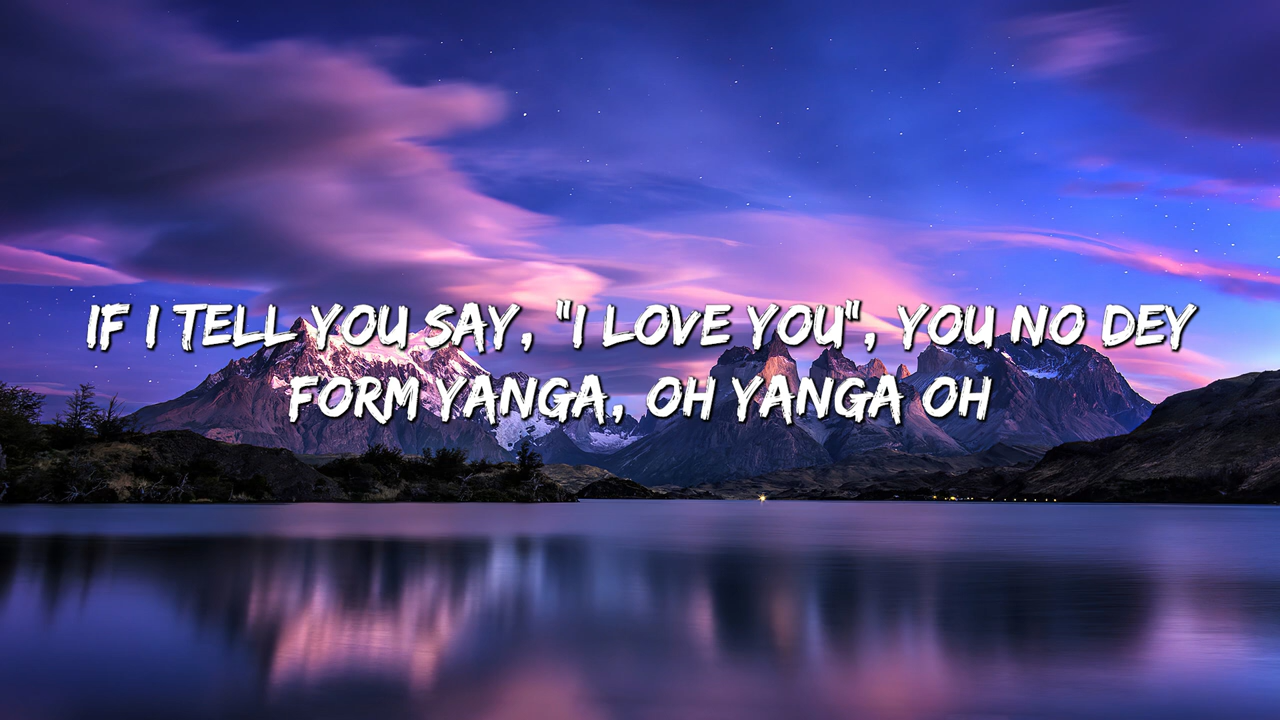 IF I TELL YOU SAY, "I LOVE YOU", YOU NO DEY
FORM YANGA, OH YANGA OH